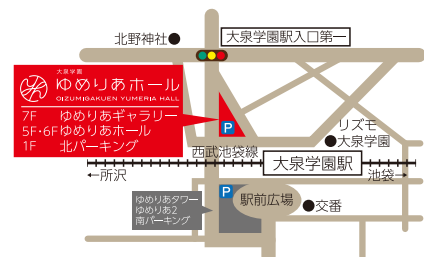 北野神社●
大泉学園駅入口第一
大泉学園
ゆめりあホール
OIZUMIGAKUEN YUMERIA HALL
7F ゆめりあギャラリー
5F・6Fゆめりあホール
1F 北パーキング
P
リズモ
●大泉学園
西武池袋線
大泉学園駅
←所沢
池袋→
P
ゆめりあタワー
ゆめりあ2
南パーキング
駅前広場
●交番